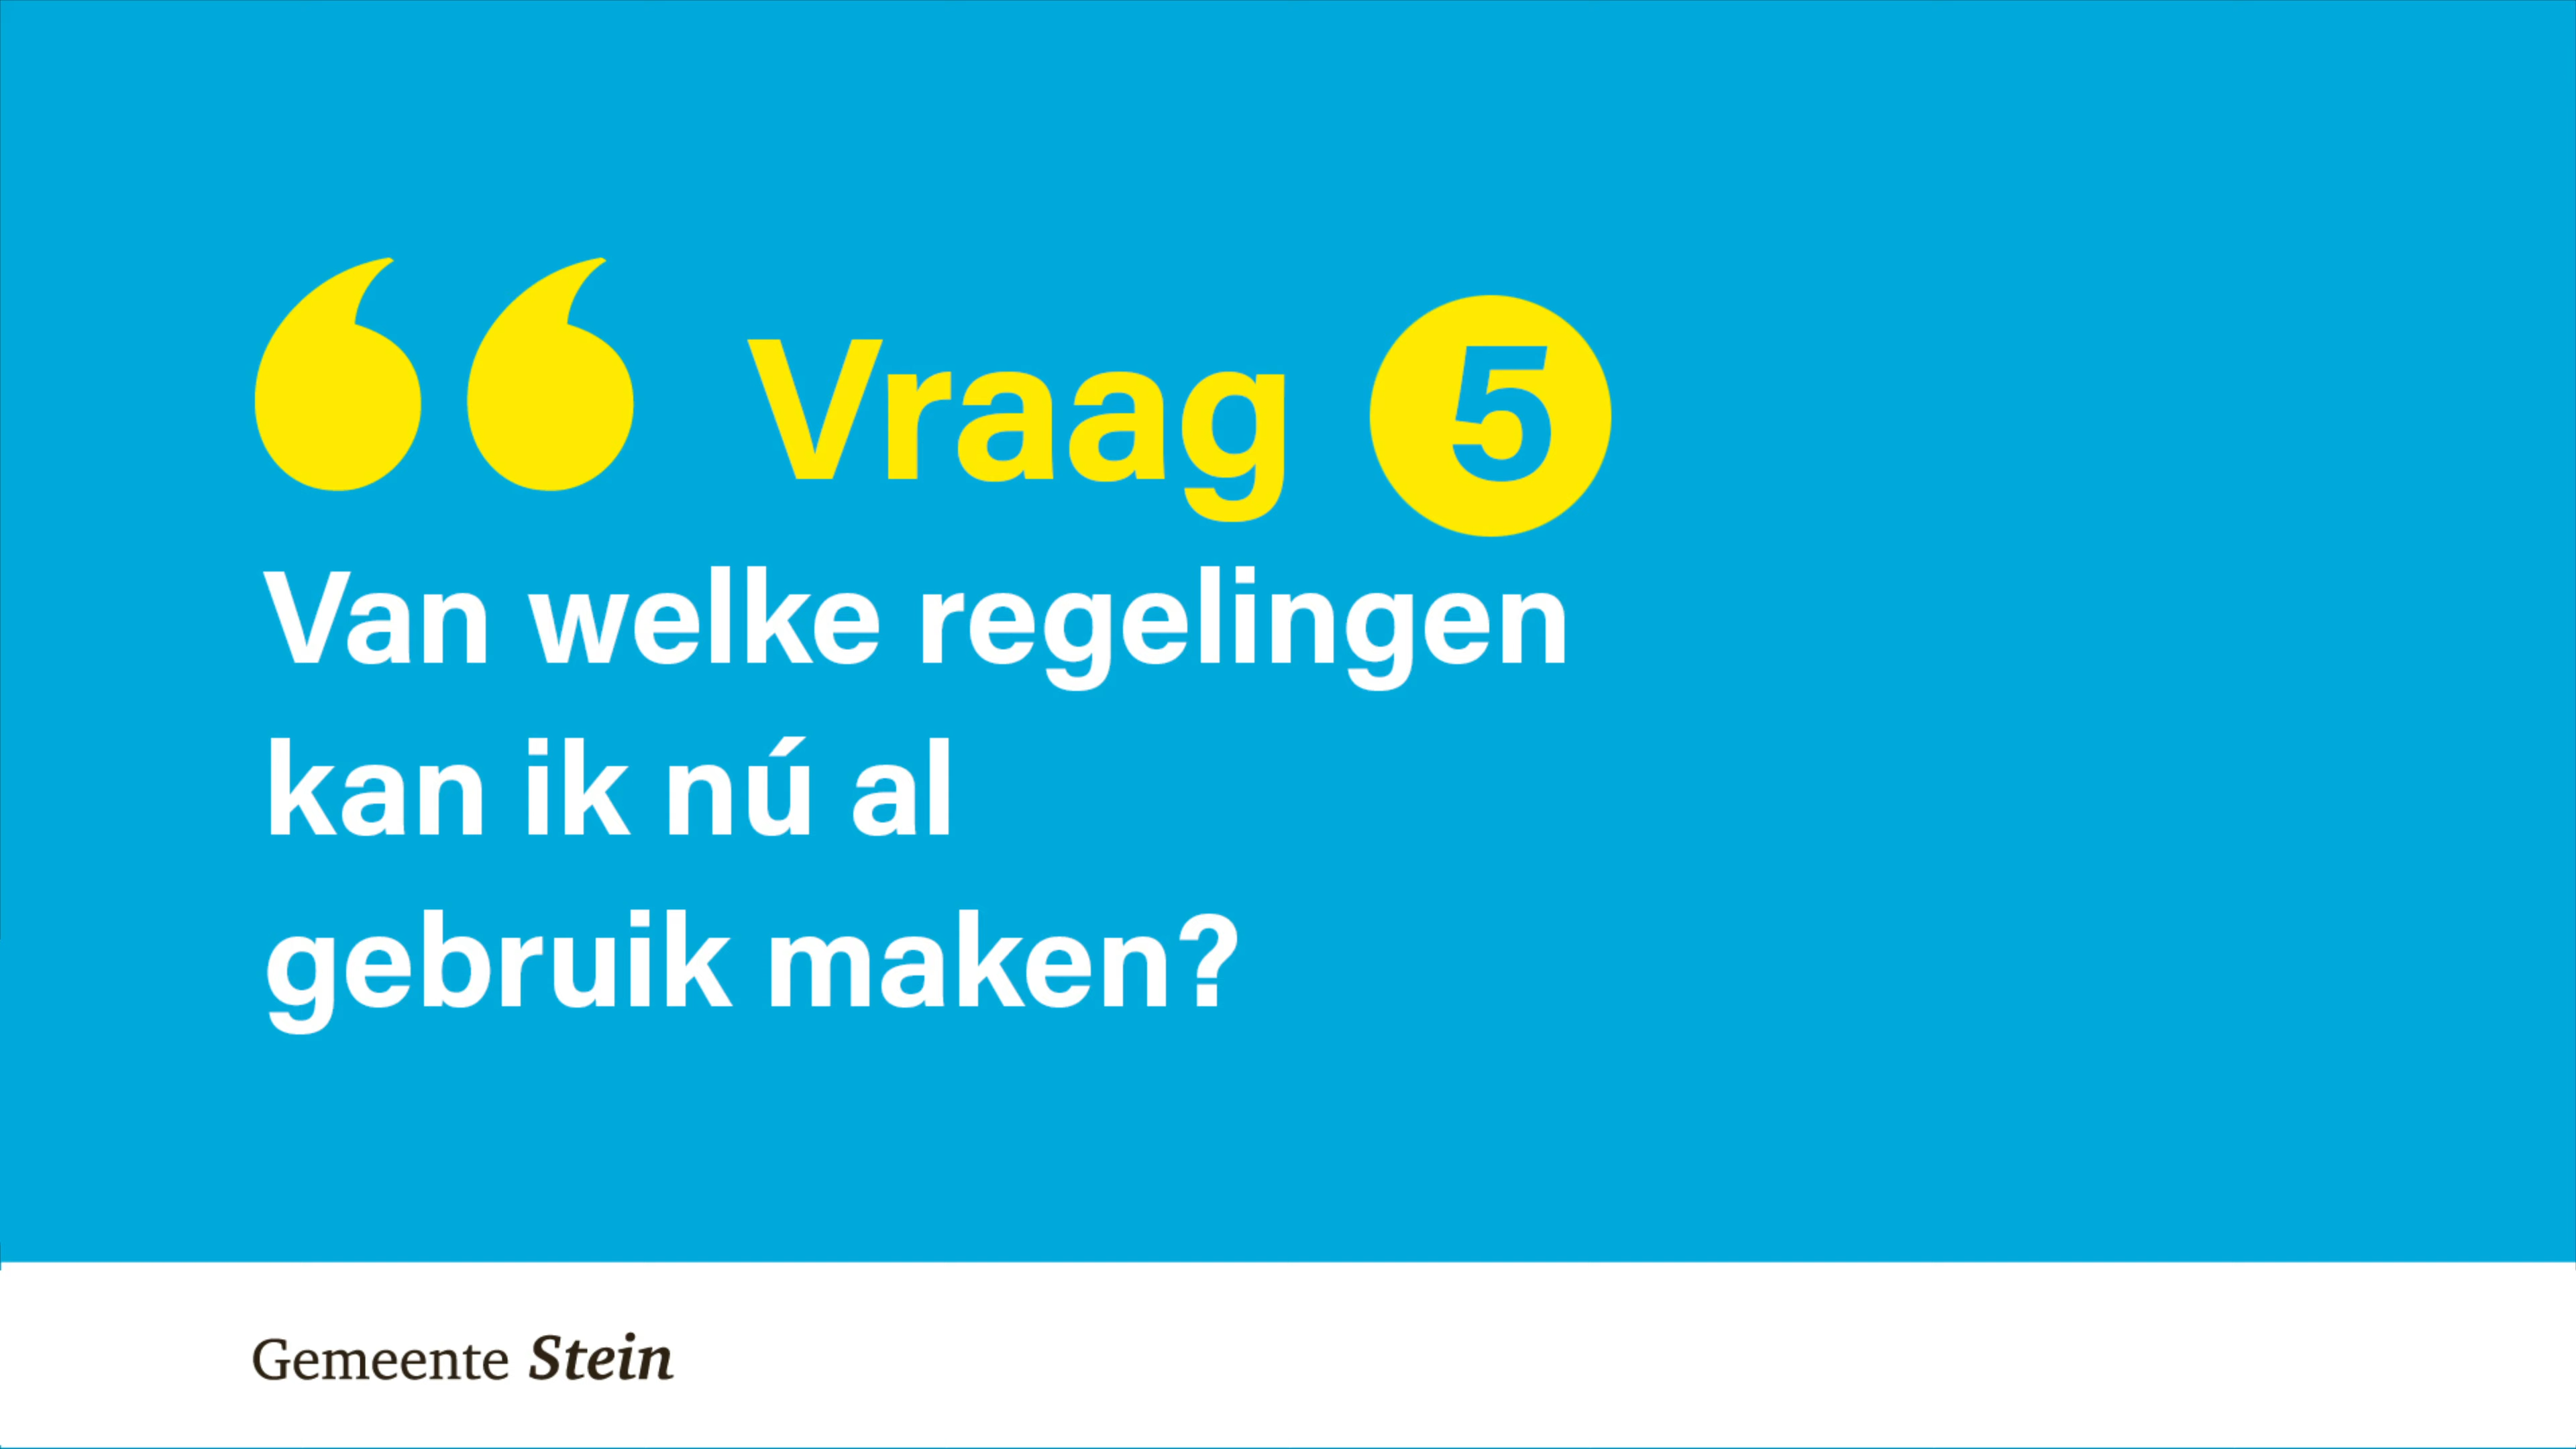 “ Vraag 5
Van welke regelingen
kan ik nú al
gebruik maken?
Gemeente Stein